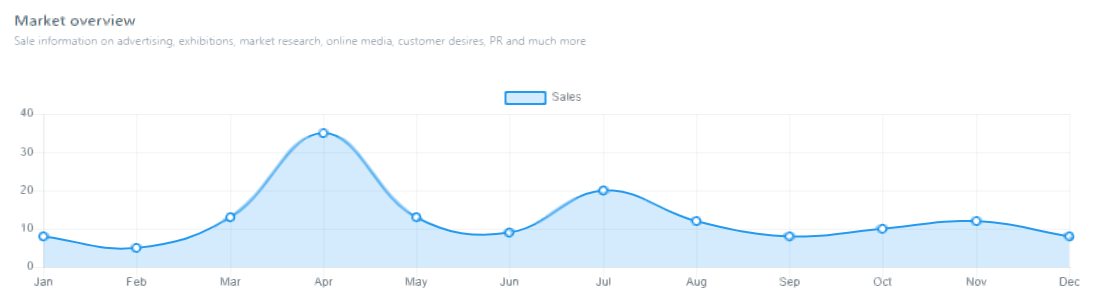 Market overview
Sale information on advertising, exhibitions, market research, online media, customer desires, PR and much more
Sales
40
30
20
10
0
Jan Feb Mar Apr May Jun Jul Aug Sep Oct Nov Dec